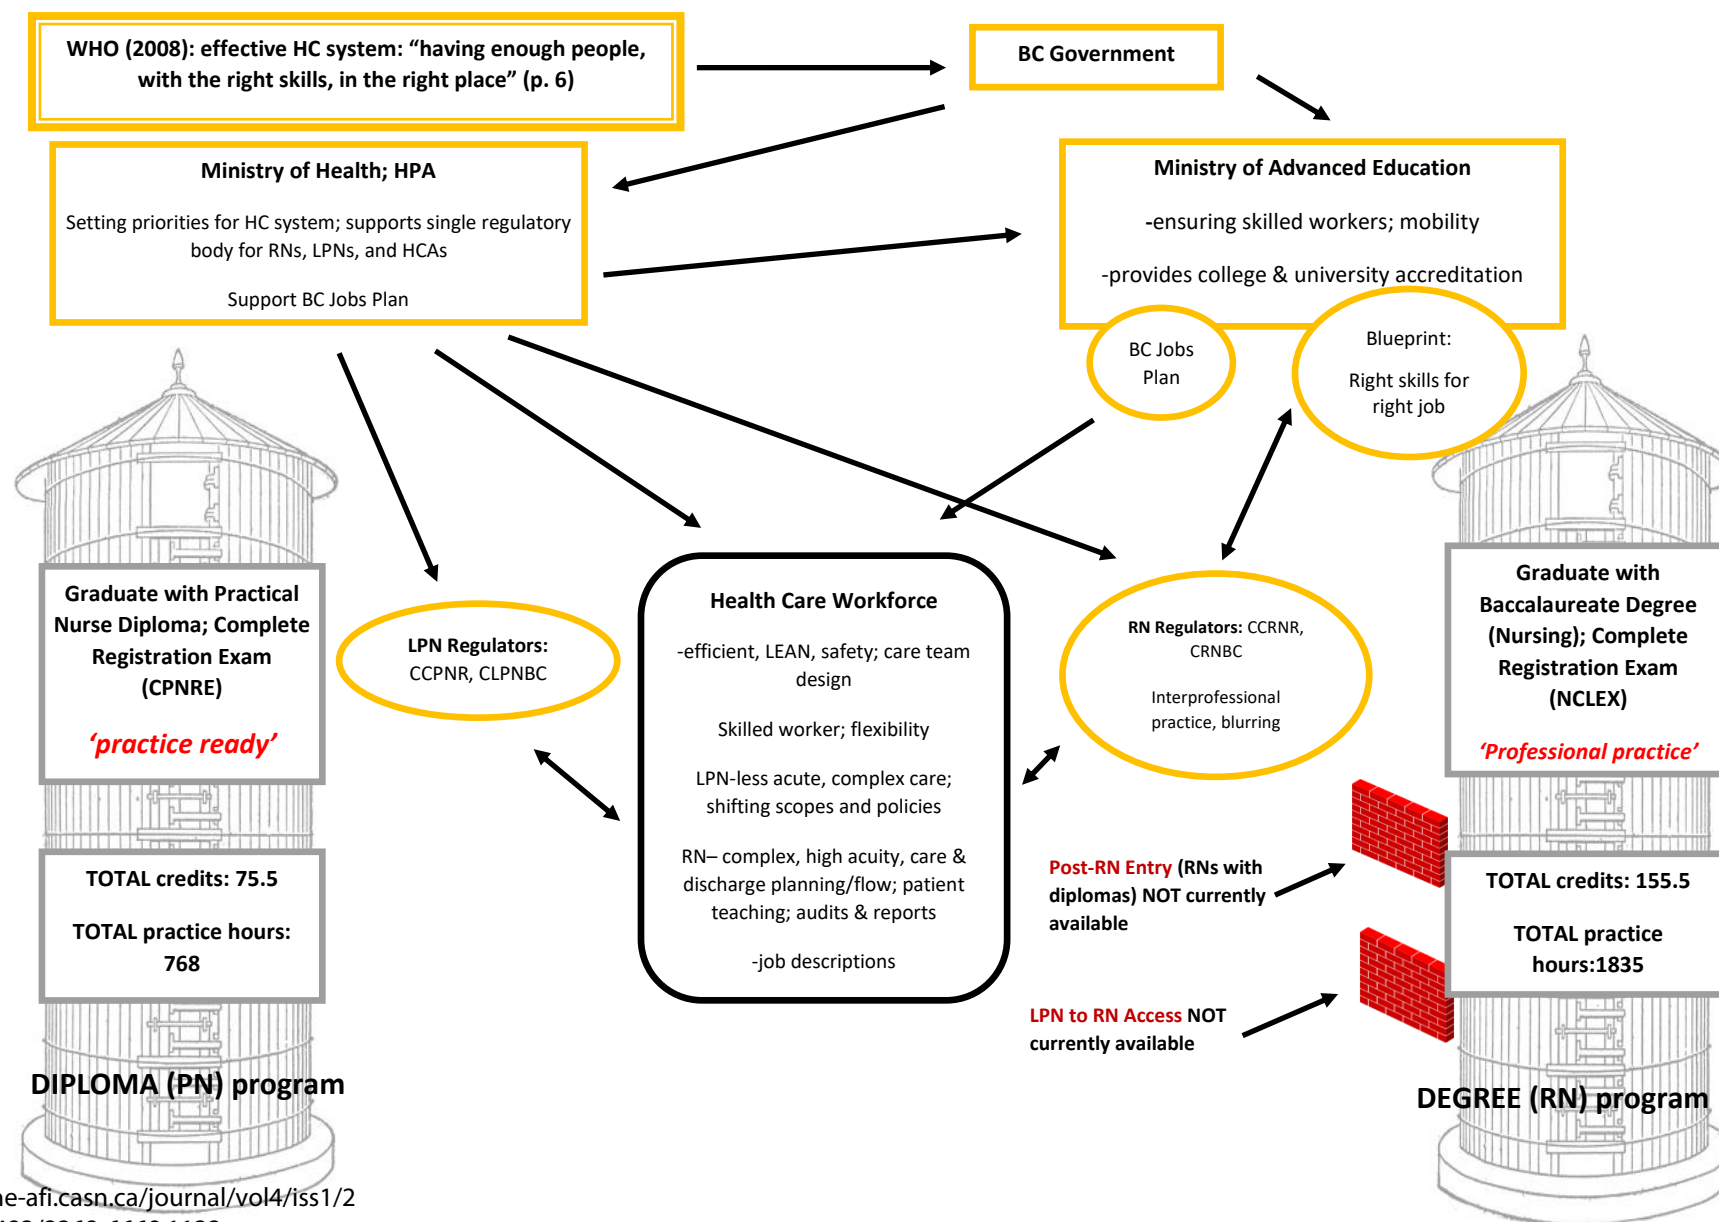 WHO (2008): effective HC system: “having enough people,
with the right skills, in the right place” (p. 6)
BC Government
Ministry of Health; HPA
Setting priorities for HC system; supports single regulatory
body for RNs, LPNs, and HCAs
Support BC Jobs Plan
Ministry of Advanced Education
-ensuring skilled workers; mobility
-provides college & university accreditation
BC Jobs
Plan
Blueprint:
Right skills for
right job
Graduate with Practical
Nurse Diploma; Complete
Registration Exam
(CPNRE)
‘practice ready’
TOTAL credits: 75.5
TOTAL practice hours:
768
DIPLOMA (PN) program
LPN Regulators:
CCPNR, CLPNBC
Health Care Workforce
-efficient, LEAN, safety; care team
design
Skilled worker; flexibility
LPN-less acute, complex care;
shifting scopes and policies
RN– complex, high acuity, care &
discharge planning/flow; patient
teaching; audits & reports
-job descriptions
RN Regulators: CCRNR,
CRNBC
Interprofessional
practice, blurring
Post-RN Entry (RNs with
diplomas) NOT currently
available
LPN to RN Access NOT
currently available
Graduate with
Baccalaureate Degree
(Nursing); Complete
Registration Exam
(NCLEX)
‘Professional practice’
TOTAL credits: 155.5
TOTAL practice
hours:1835
DEGREE (RN) program
ne-afi.casn.ca/journal/vol4/iss1/2